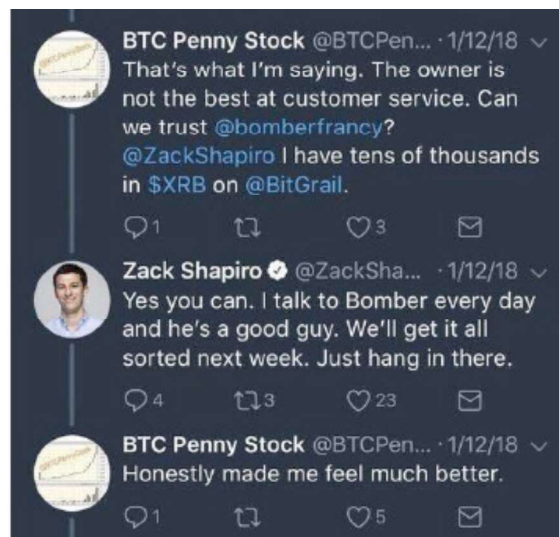 BTC Penny Stock @BTCPen... · 1/12/18
That's what I'm saying. The owner is
not the best at customer service. Can
we trust @bomberfrancy?
@ZackShapiro I have tens of thousands
in $XRB on @BitGrail.
1 3
Zack Shapiro @ZackSha... · 1/12/18
Yes you can. I talk to Bomber every day
and he's a good guy. We'll get it all
sorted next week. Just hang in there.
4 3 23
BTC Penny Stock @BTCPen... · 1/12/18
Honestly made me feel much better.
1 5